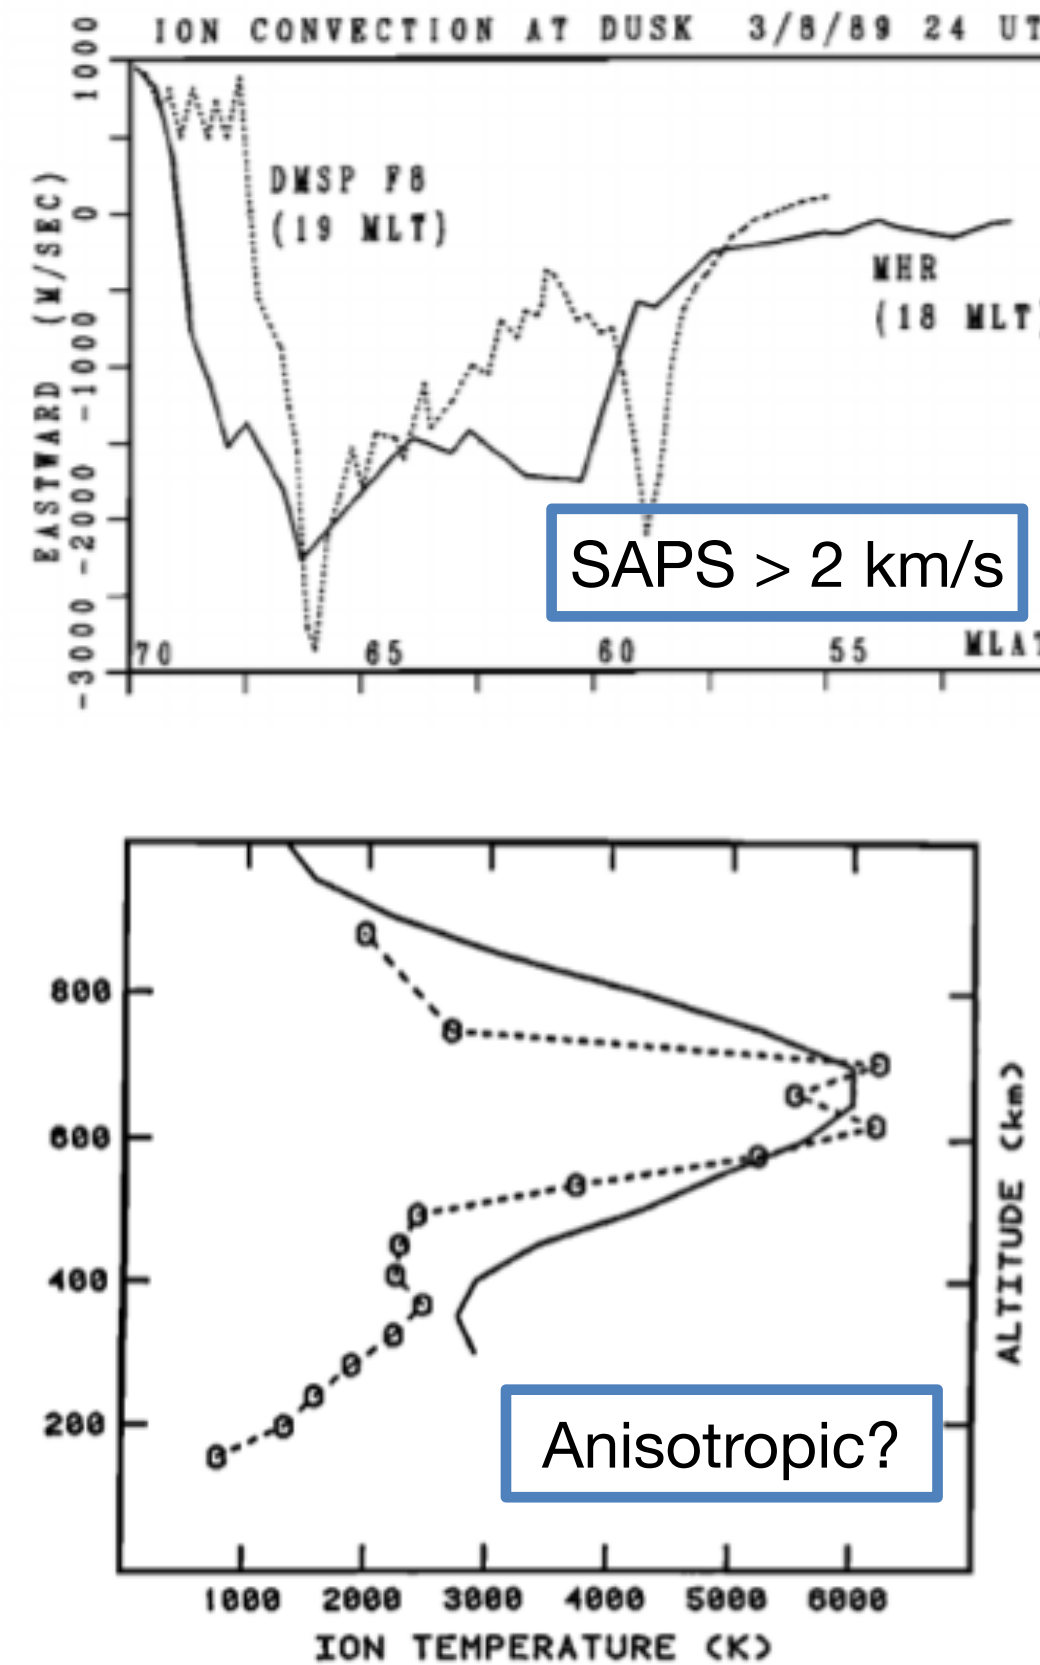 ION CONVECTION AT DUSK 3/8/89 24 UT
EASTWARD (M/SEC)
1000
0
-1000
-2000
-3000
DMSP F8
(19 MLT)
MHR
(18 MLT)
SAPS > 2 km/s
70 65 60 55 MLAT
800
600
400
200
ALTITUDE (km)
Anisotropic?
1000 2000 3000 4000 5000 6000
ION TEMPERATURE (K)